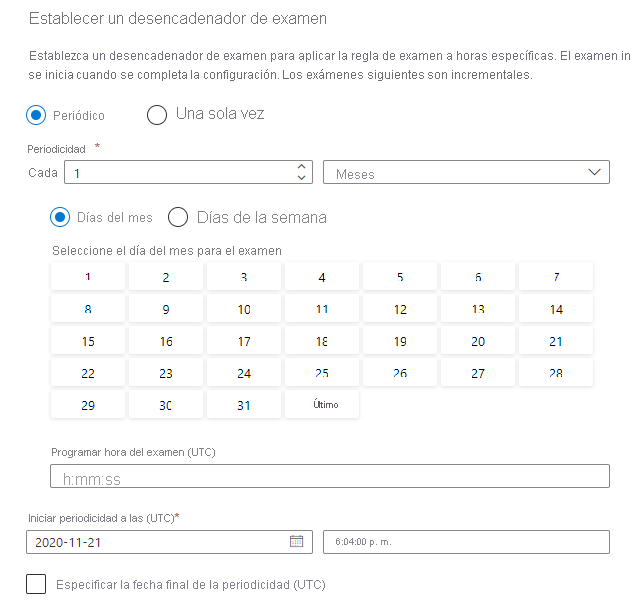 Establecer un desencadenador de examen
Establezca un desencadenador de examen para aplicar la regla de examen a horas específicas. El examen in
se inicia cuando se completa la configuración. Los exámenes siguientes son incrementales.
Periódico Una sola vez
Periodicidad *
Cada 1 Meses
Días del mes Días de la semana
Seleccione el día del mes para el examen
1 2 3 4 5 6 7
8 9 10 11 12 13 14
15 16 17 18 19 20 21
22 23 24 25 26 27 28
29 30 31 Último
Programar hora del examen (UTC)
h:mm:ss
Iniciar periodicidad a las (UTC)*
2020-11-21 6:04:00 p. m.
Especificar la fecha final de la periodicidad (UTC)